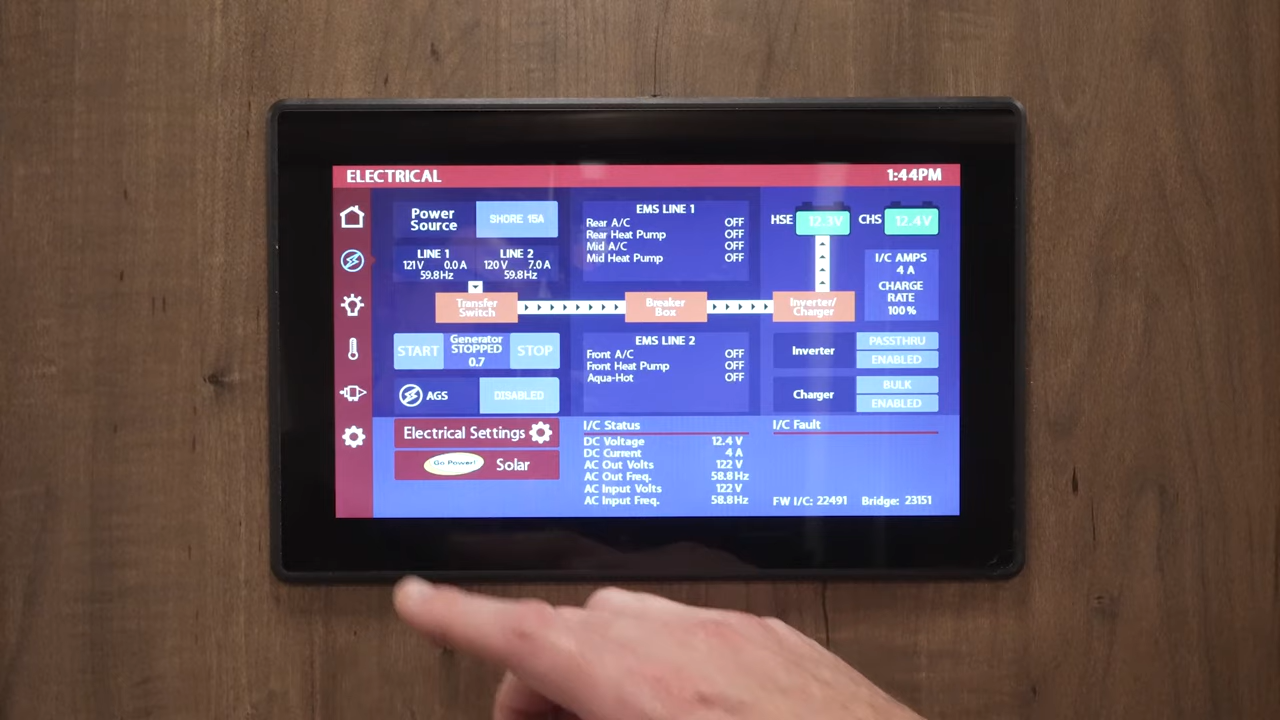 ELECTRICAL 1:44PM
Power Source SHORE 15A
LINE 1 LINE 2
121V 0.0A 120V 7.0A
59.8Hz 59.8Hz
EMS LINE 1
Rear A/C OFF
Rear Heat Pump OFF
Mid A/C OFF
Mid Heat Pump OFF
HSE 12.3V CHS 12.4V
I/C AMPS
4 A
CHARGE
RATE
100%
Transfer
Switch
Breaker
Box
Inverter/
Charger
START
Generator
STOPPED
0.7
STOP
AGS DISABLED
EMS LINE 2
Front A/C OFF
Front Heat Pump OFF
Aqua-Hot OFF
Inverter
PASSTHRU
ENABLED
Charger
BULK
ENABLED
Electrical Settings
Go Power! Solar
I/C Status
DC Voltage 12.4 V
DC Current 4 A
AC Out Volts 122 V
AC Out Freq. 58.8Hz
AC Input Volts 122 V
AC Input Freq. 58.8Hz
I/C Fault
FW I/C: 22491 Bridge: 23151